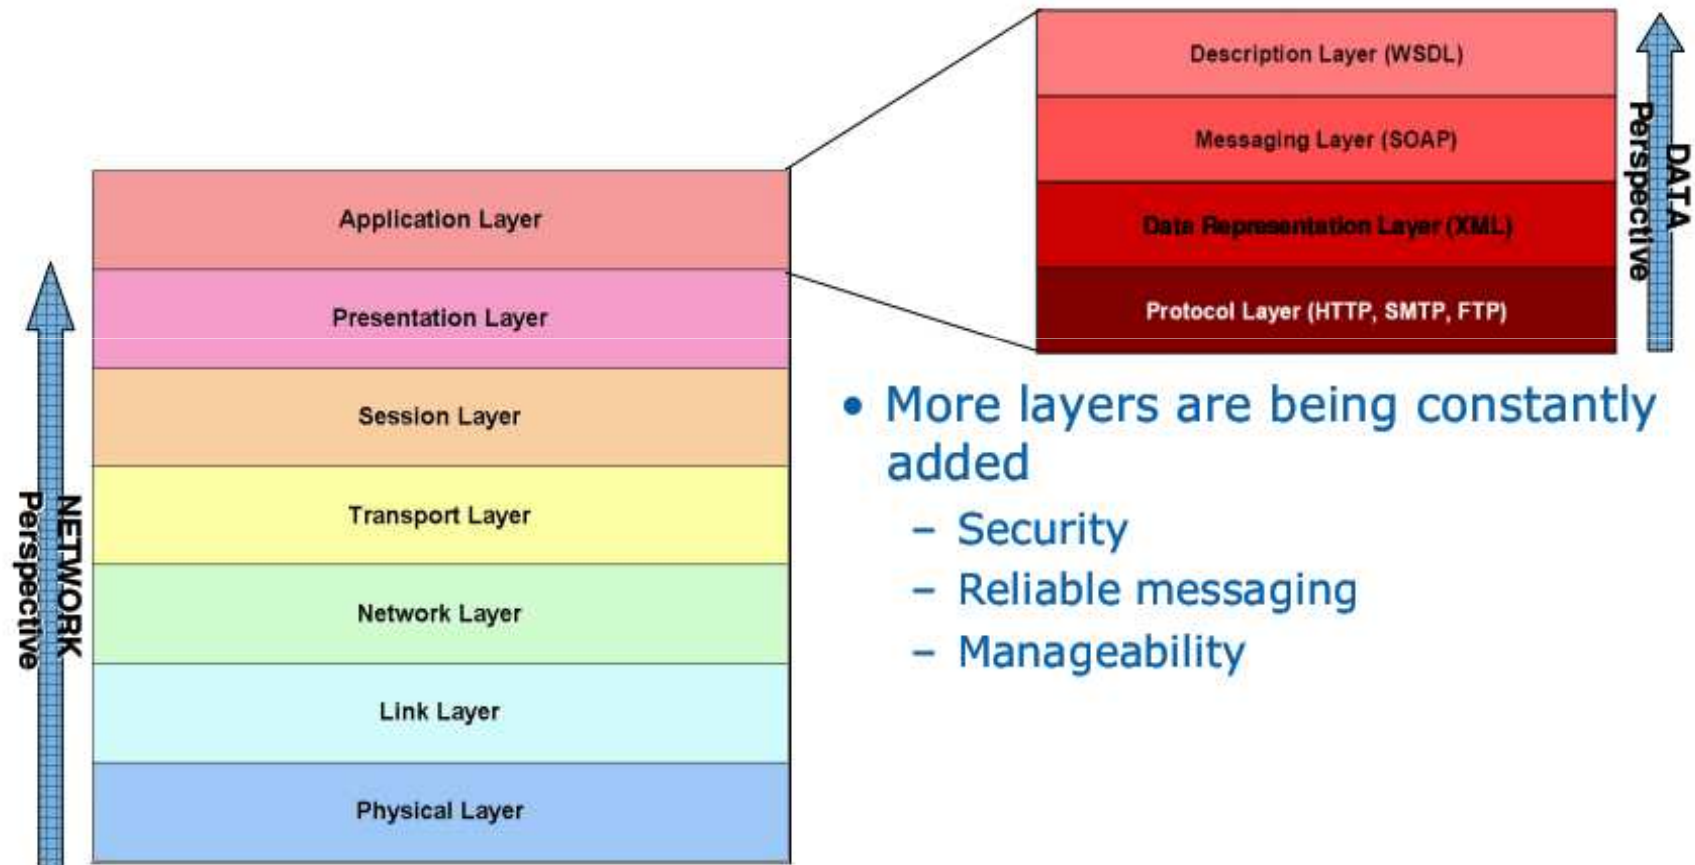 NETWORK
Perspective
Application Layer
Presentation Layer
Session Layer
Transport Layer
Network Layer
Link Layer
Physical Layer
Description Layer (WSDL)
Messaging Layer (SOAP)
Date Representation Layer (XML)
Protocol Layer (HTTP, SMTP, FTP)
DATA
Perspective
• More layers are being constantly
added
– Security
– Reliable messaging
– Manageability